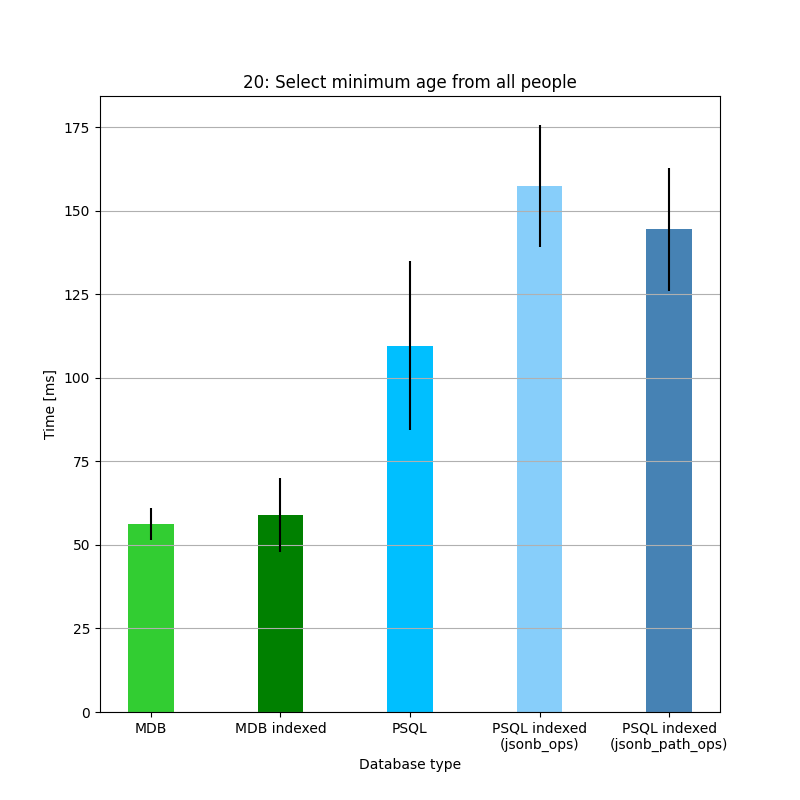 20: Select minimum age from all people
Time [ms]
175
150
125
100
75
50
25
0
MDB
MDB indexed
PSQL
PSQL indexed
(jsonb_ops)
PSQL indexed
(jsonb_path_ops)
Database type